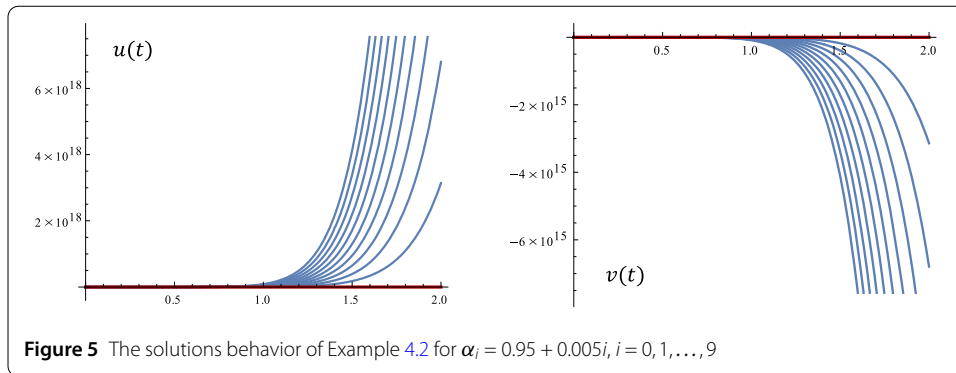 u(t)
6×10^18
4×10^18
2×10^18
0.5 1.0 1.5 2.0
0.5 1.0 1.5 2.0
−2×10^15
−4×10^15
−6×10^15
v(t)
Figure 5 The solutions behavior of Example 4.2 for αᵢ = 0.95 + 0.005i, i = 0, 1, . . . , 9